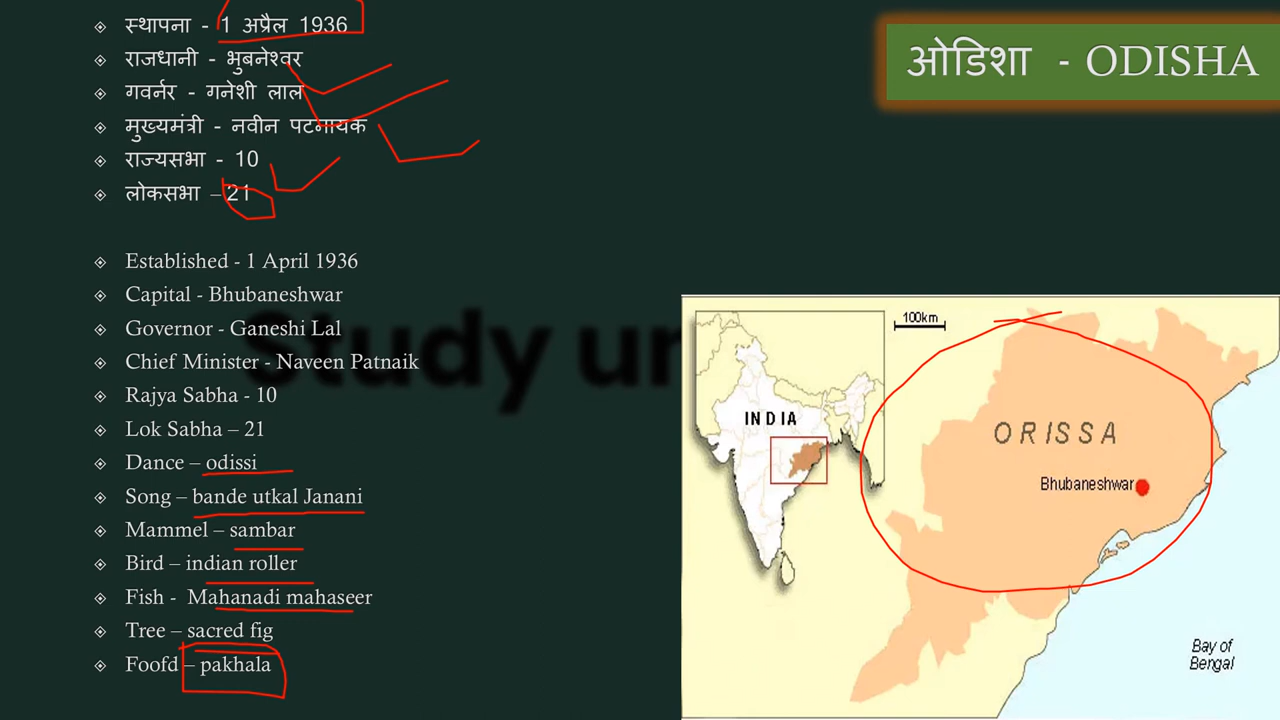 स्थापना - 1 अप्रैल 1936
राजधानी - भुबनेश्वर
गवर्नर - गनेशी लाल
मुख्यमंत्री - नवीन पटनायक
राज्यसभा - 10
लोकसभा – 21
Established - 1 April 1936
Capital - Bhubaneshwar
Governor - Ganeshi Lal
Chief Minister - Naveen Patnaik
Rajya Sabha - 10
Lok Sabha – 21
Dance – odissi
Song – bande utkal Janani
Mammel – sambar
Bird – indian roller
Fish - Mahanadi mahaseer
Tree – sacred fig
Foofd – pakhala
ओडिशा - ODISHA
Study
100km
INDIA
ORISSA
Bhubaneshwar
Bay of
Bengal